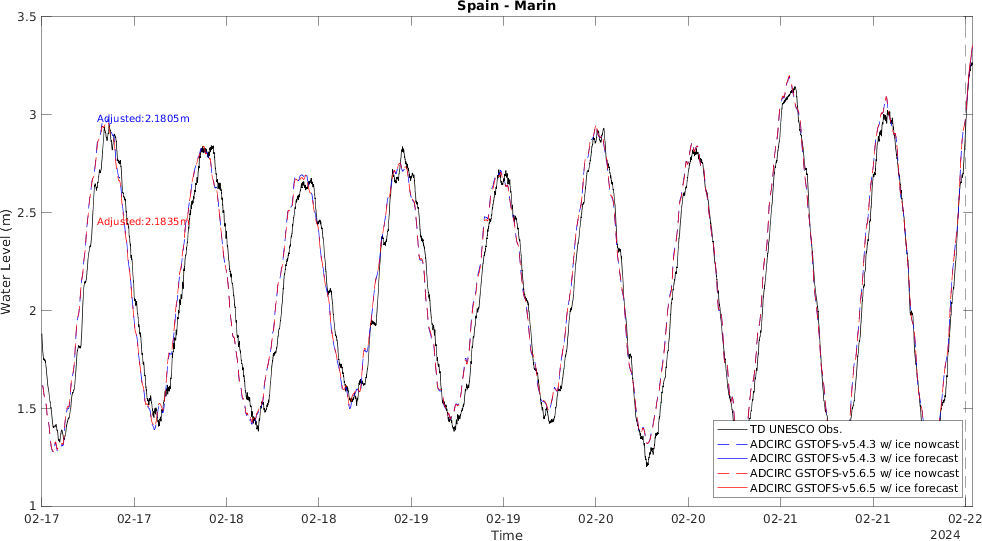 Spain - Marin
3.5
3
2.5
2
1.5
1
Water Level (m)
Adjusted:2.1805m
Adjusted:2.1835m
TD UNESCO Obs.
ADCIRC GSTOFS-v5.4.3 w/ ice nowcast
ADCIRC GSTOFS-v5.4.3 w/ ice forecast
ADCIRC GSTOFS-v5.6.5 w/ ice nowcast
ADCIRC GSTOFS-v5.6.5 w/ ice forecast
02-17 02-17 02-18 02-18 02-19 02-19 02-20 02-20 02-21 02-21 02-22
Time
2024